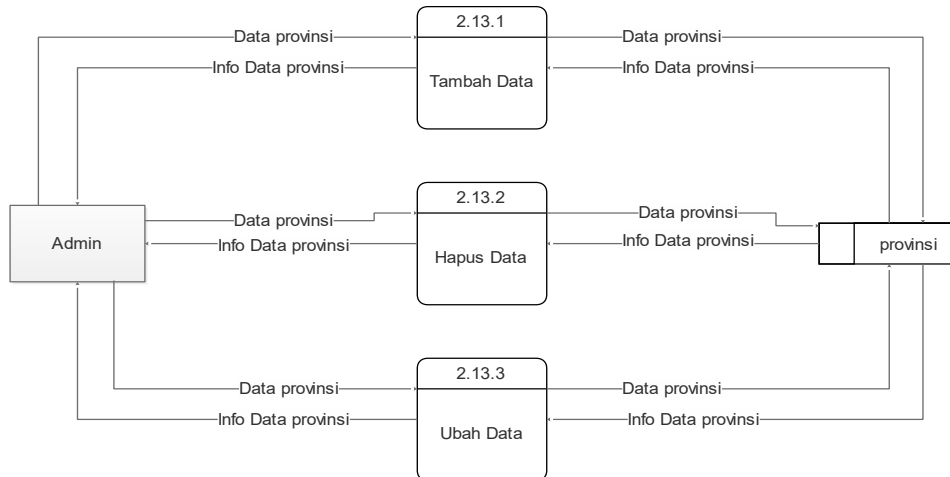 2.13.1
Data provinsi
Data provinsi
Info Data provinsi
Info Data provinsi
Tambah Data
2.13.2
Data provinsi
Data provinsi
Admin
Info Data provinsi
Info Data provinsi
provinsi
Hapus Data
2.13.3
Data provinsi
Data provinsi
Info Data provinsi
Info Data provinsi
Ubah Data